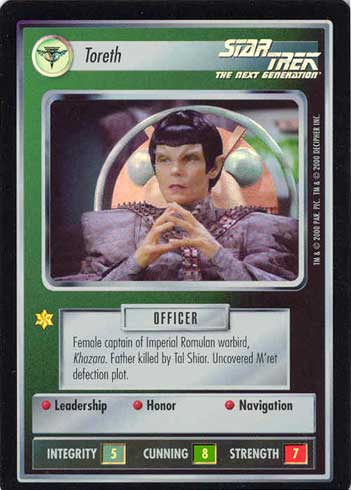 Toreth
STAR TREK
THE NEXT GENERATION
TM & © 2000 PAR. PIC. TM & © 2000 DECIPHER INC.
OFFICER
Female captain of Imperial Romulan warbird,
Khazara. Father killed by Tal Shiar. Uncovered M'ret
defection plot.
Leadership Honor Navigation
INTEGRITY 5 CUNNING 8 STRENGTH 7